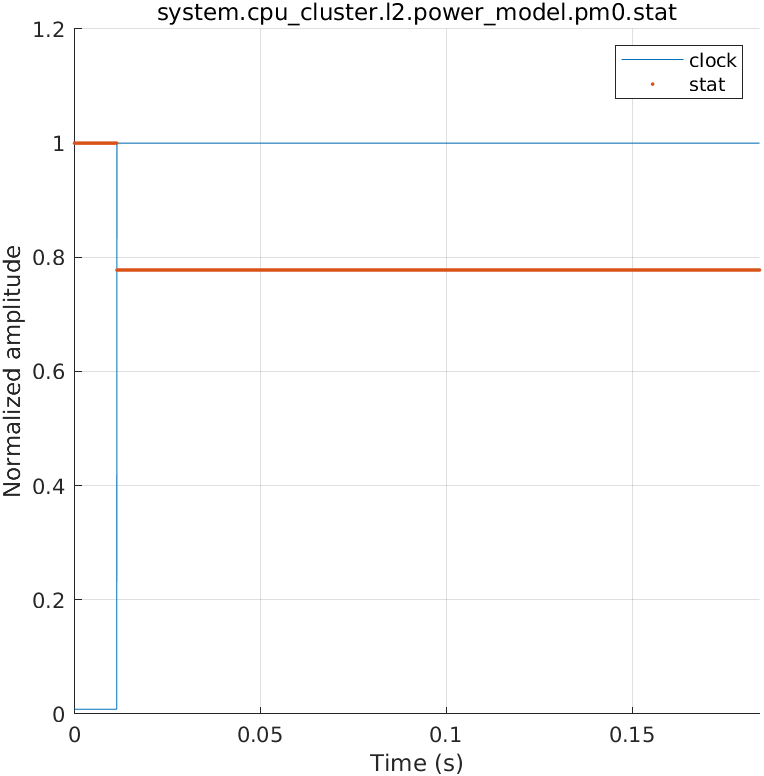 system.cpu_cluster.l2.power_model.pm0.stat
clock
stat
1.2
1
0.8
0.6
0.4
0.2
0
Normalized amplitude
0
0.05
0.1
0.15
Time (s)